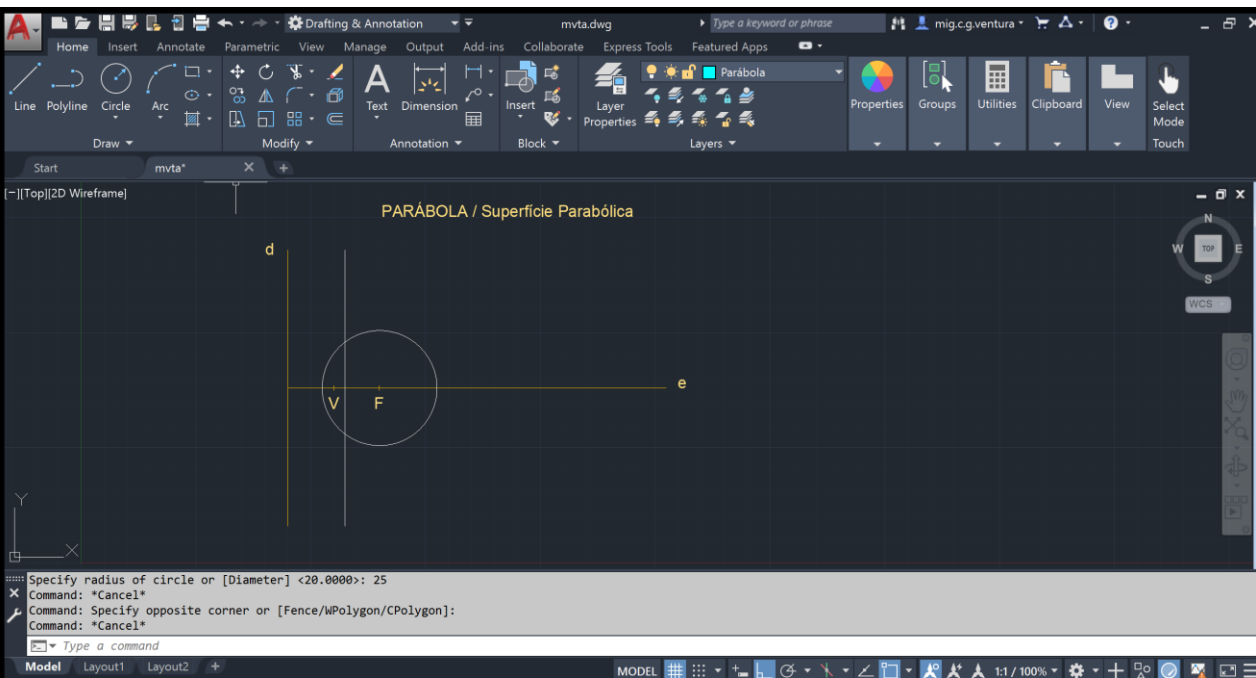 A Drafting & Annotation mvta.dwg Type a keyword or phrase mig.c.g.ventura ?
Home Insert Annotate Parametric View Manage Output Add-ins Collaborate Express Tools Featured Apps
Parábola
Line Polyline Circle Arc A Text Dimension Insert Layer Properties Properties Groups Utilities Clipboard View Select Mode
Draw Modify Annotation Block Layers Touch
Start mvta* +
[−][Top][2D Wireframe]
PARÁBOLA / Superfície Parabólica
N
W TOP E
S
WCS
d
e
V F
Y
X
Specify radius of circle or [Diameter] <20.0000>: 25
Command: *Cancel*
Command: Specify opposite corner or [Fence/WPolygon/CPolygon]:
Command: *Cancel*
Type a command
Model Layout1 Layout2 + MODEL 1:1 / 100%